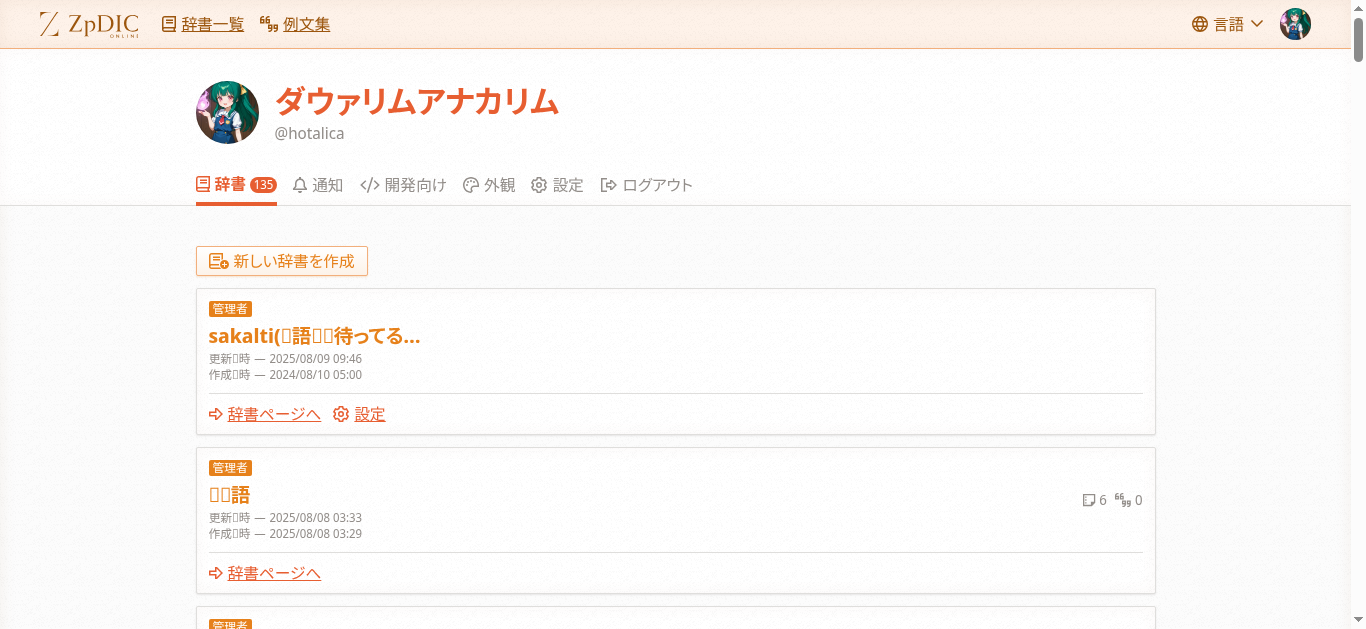 ZpDIC ONLINE 辞書一覧 例文集 言語
ダウァリムアナカリム
@hotalica
辞書 135 通知 開発向け 外観 設定 ログアウト
新しい辞書を作成
管理者
sakalti(▯語▯▯待ってる...
更新▯時 — 2025/08/09 09:46
作成▯時 — 2024/08/10 05:00
辞書ページへ 設定
管理者
▯▯語
6 0
更新▯時 — 2025/08/08 03:33
作成▯時 — 2025/08/08 03:29
辞書ページへ
管理者